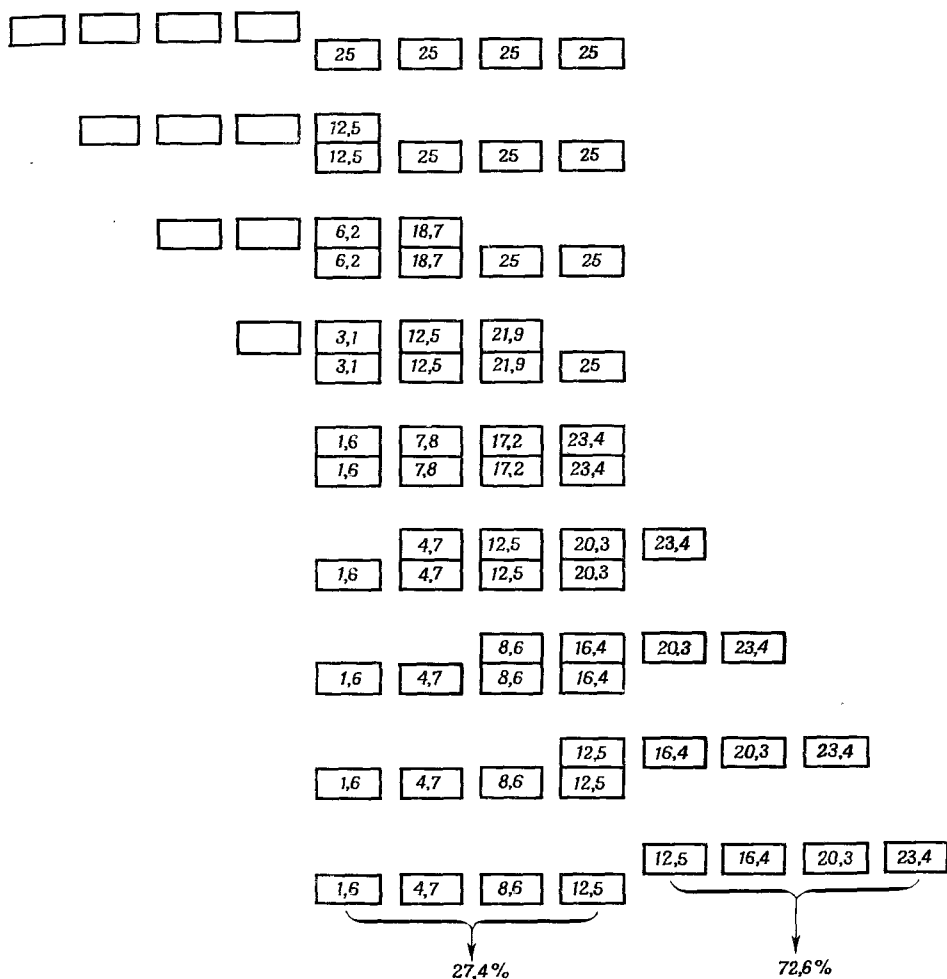 25 25 25 25
12,5
12,5 25 25 25
6,2 18,7
6,2 18,7 25 25
3,1 12,5 21,9
3,1 12,5 21,9 25
1,6 7,8 17,2 23,4
1,6 7,8 17,2 23,4
4,7 12,5 20,3 23,4
1,6 4,7 12,5 20,3
8,6 16,4 20,3 23,4
1,6 4,7 8,6 16,4
12,5 16,4 20,3 23,4
1,6 4,7 8,6 12,5
12,5 16,4 20,3 23,4
1,6 4,7 8,6 12,5
27,4% 72,6%